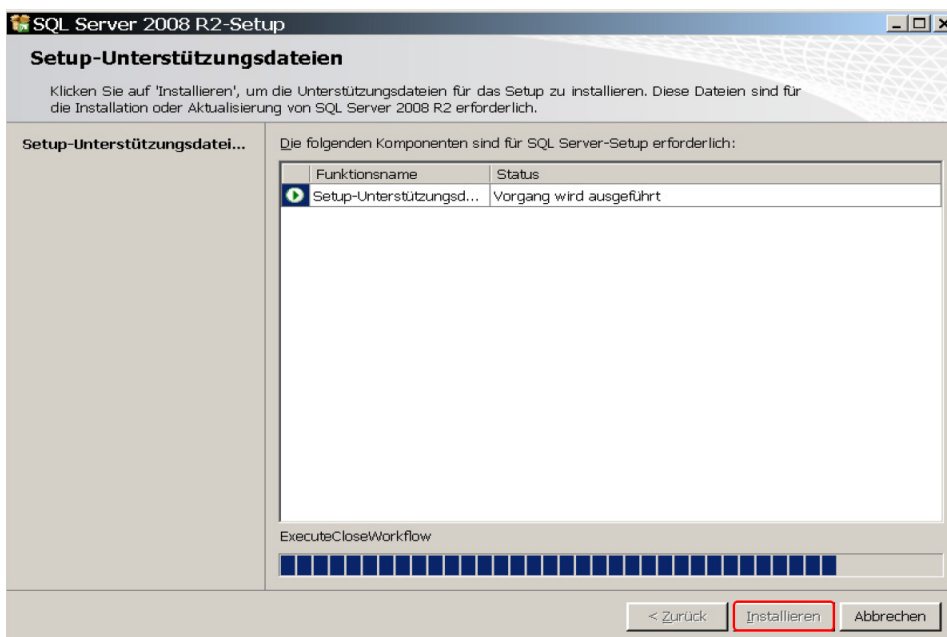 SQL Server 2008 R2-Setup
Setup-Unterstützungsdateien
Klicken Sie auf 'Installieren', um die Unterstützungsdateien für das Setup zu installieren. Diese Dateien sind für
die Installation oder Aktualisierung von SQL Server 2008 R2 erforderlich.
Setup-Unterstützungsdatei...
Die folgenden Komponenten sind für SQL Server-Setup erforderlich:
Funktionsname Status
Setup-Unterstützungsd... Vorgang wird ausgeführt
ExecuteCloseWorkflow
< Zurück Installieren Abbrechen